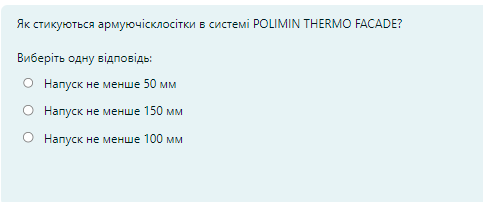 Як стикуються армуючісклосітки в системі POLIMIN THERMO FACADE?
Виберіть одну відповідь:
Напуск не менше 50 мм
Напуск не менше 150 мм
Напуск не менше 100 мм